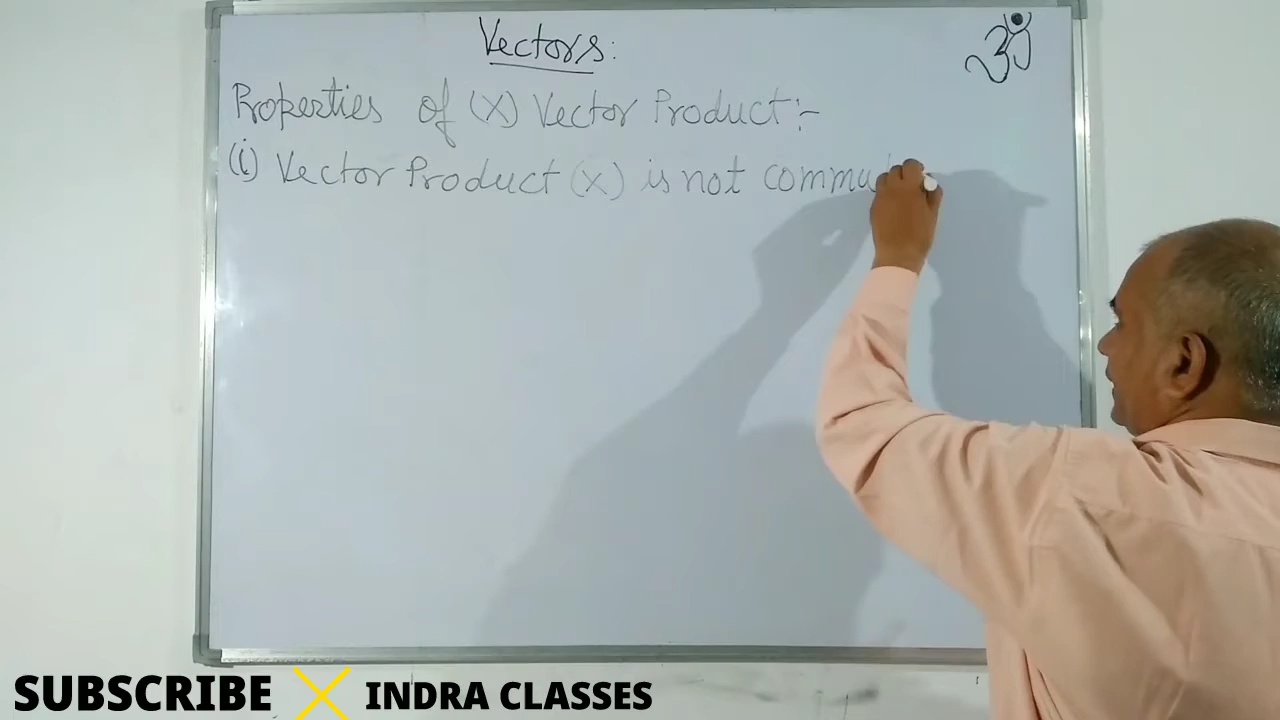 Vectors:
ॐ
Properties of (X) Vector Product:-
(i) Vector Product (x) is not commu
SUBSCRIBE
INDRA CLASSES